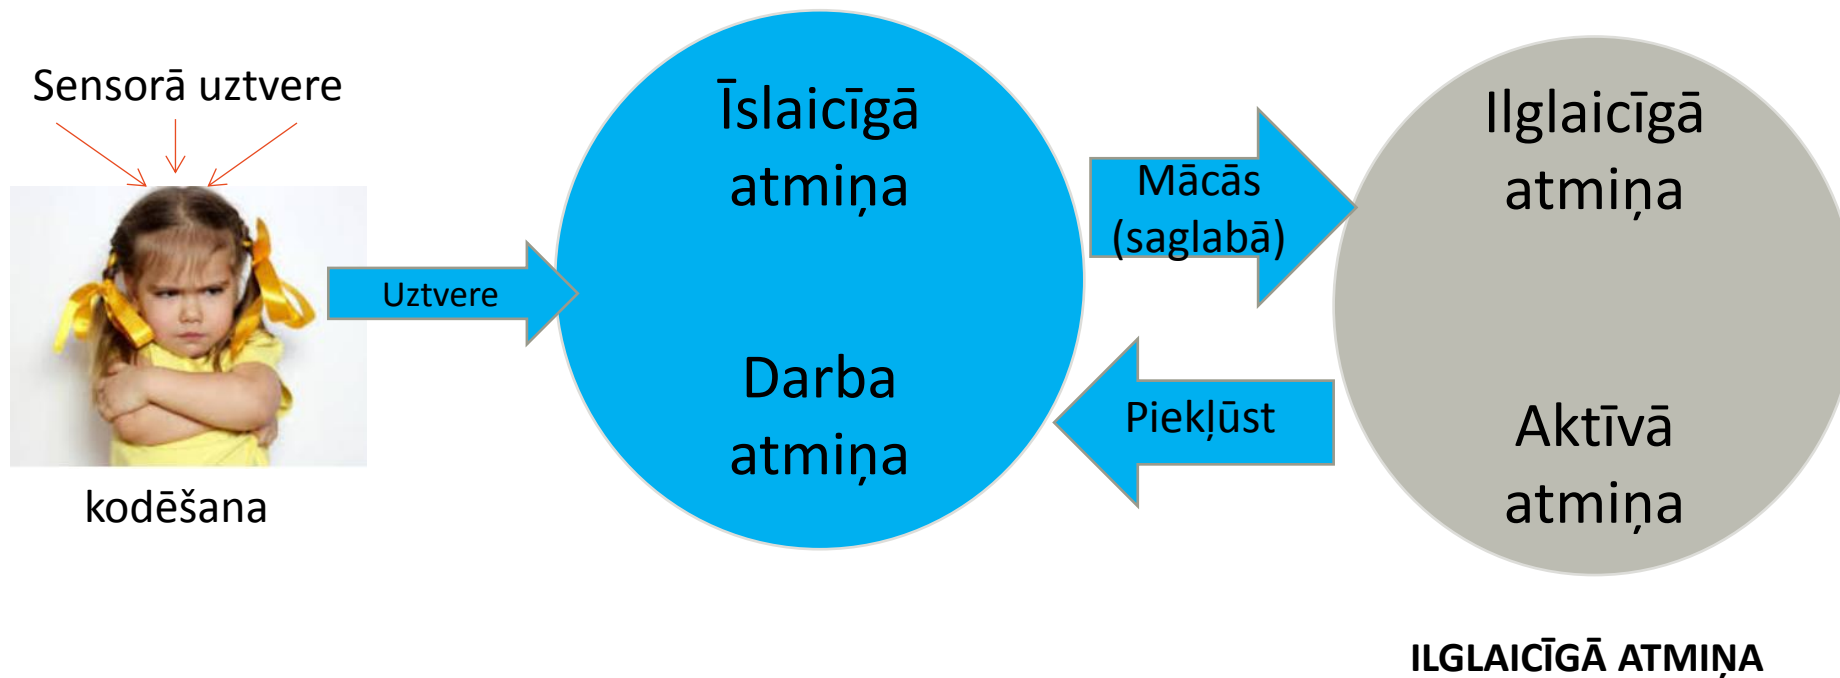 Sensorā uztvere
kodēšana
Uztvere
Īslaicīgā
atmiņa
Darba
atmiņa
Mācās
(saglabā)
Piekļūst
Ilglaicīgā
atmiņa
Aktīvā
atmiņa
ILGLAICĪGĀ ATMIŅA